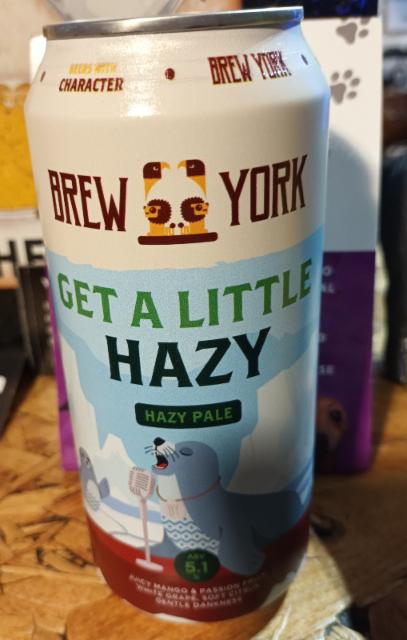 BEERS WITH
CHARACTER
BREW YORK
BREW YORK
GET A LITTLE
HAZY
HAZY PALE
ABV
5.1
%
JUICY MANGO & PASSION
WHITE GRAPE, SOFT CITRUS
GENTLE DANKNESS
HE